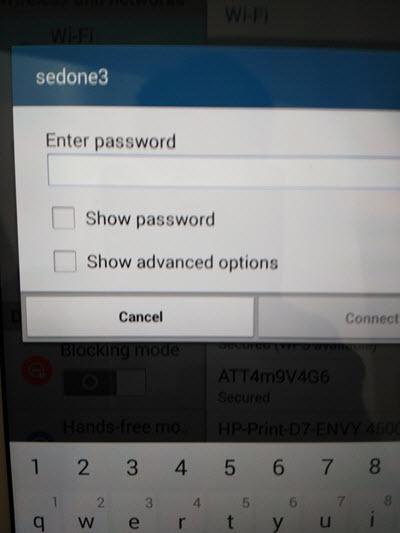 Wi-Fi
Wi-Fi
sedone3
Enter password
Show password
Show advanced options
Cancel
Connect
Blocking mode
Secured (WPS available)
ATT4m9V4G6
Secured
Hands-free mo..
HP-Print-D7-ENVY 450
1 2 3 4 5 6 7 8
1 2 3 4 5 6 7 8
q w e r t y u i